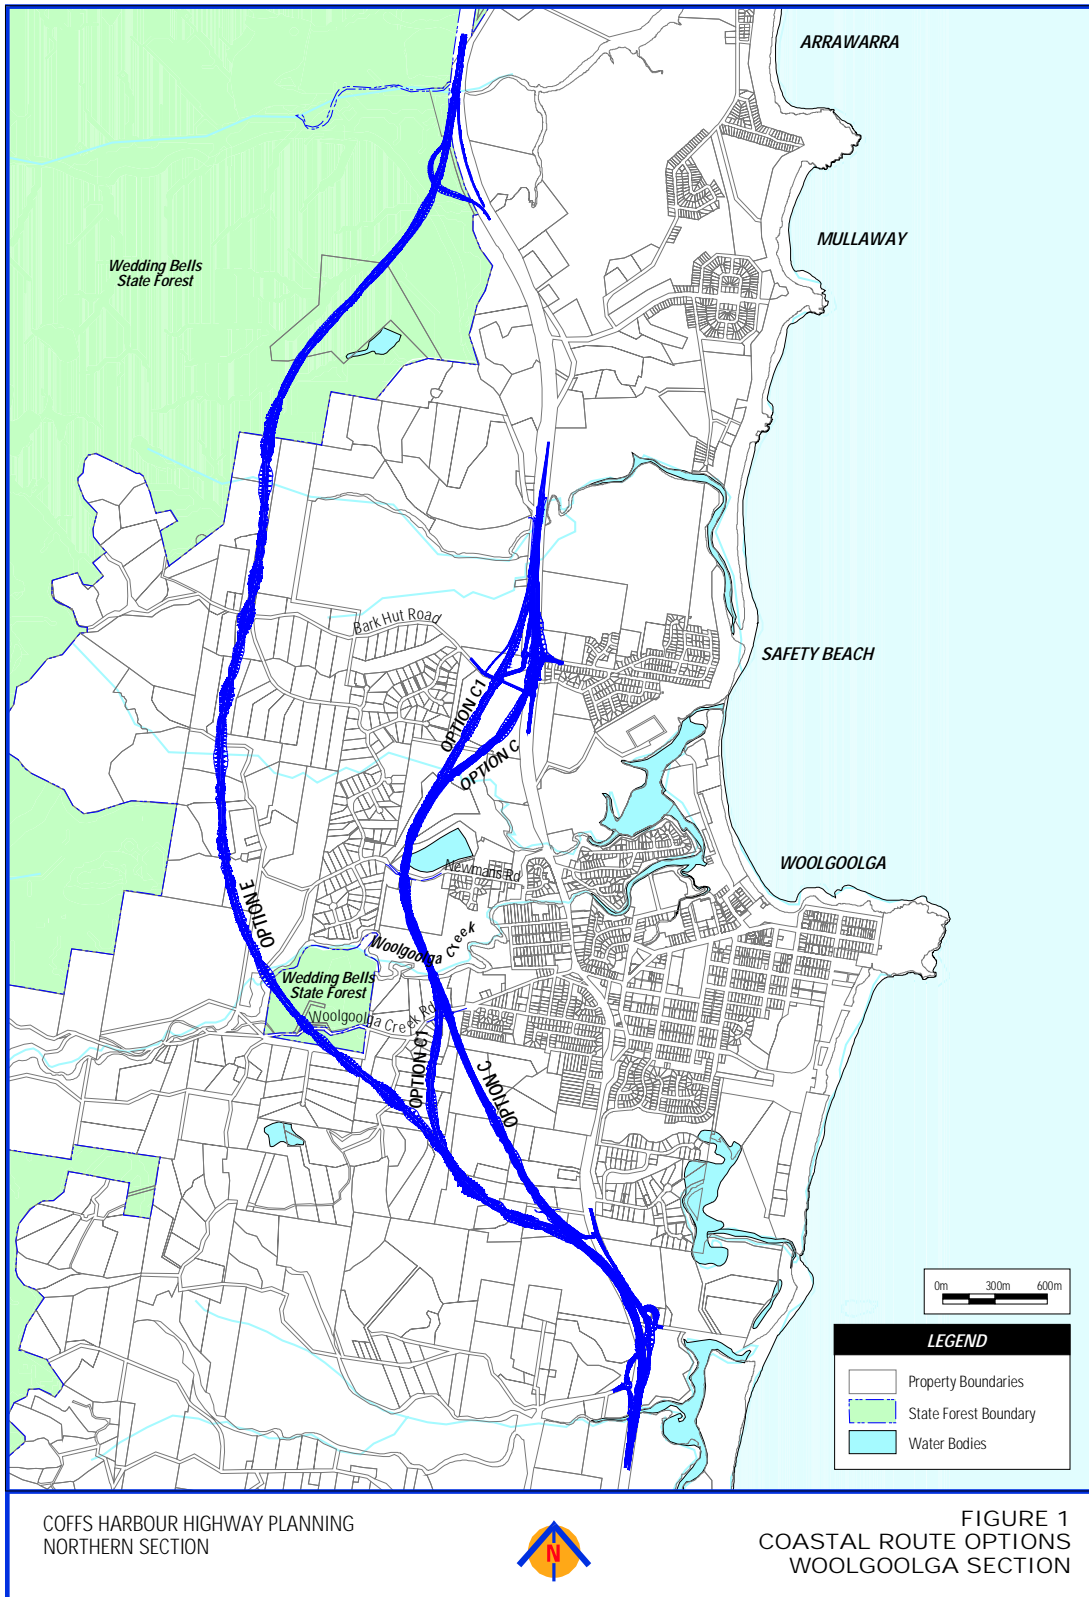 ARRAWARRA
MULLAWAY
Wedding Bells
State Forest
Bark Hut Road
SAFETY BEACH
OPTION C1
OPTION C
WOOLGOOLGA
Newmans Rd
OPTION E
Woolgoolga Creek
Wedding Bells
State Forest
Woolgoolga Creek Rd
OPTION C1
OPTION C
0m 300m 600m
LEGEND
Property Boundaries
State Forest Boundary
Water Bodies
COFFS HARBOUR HIGHWAY PLANNING
NORTHERN SECTION
N
FIGURE 1
COASTAL ROUTE OPTIONS
WOOLGOOLGA SECTION